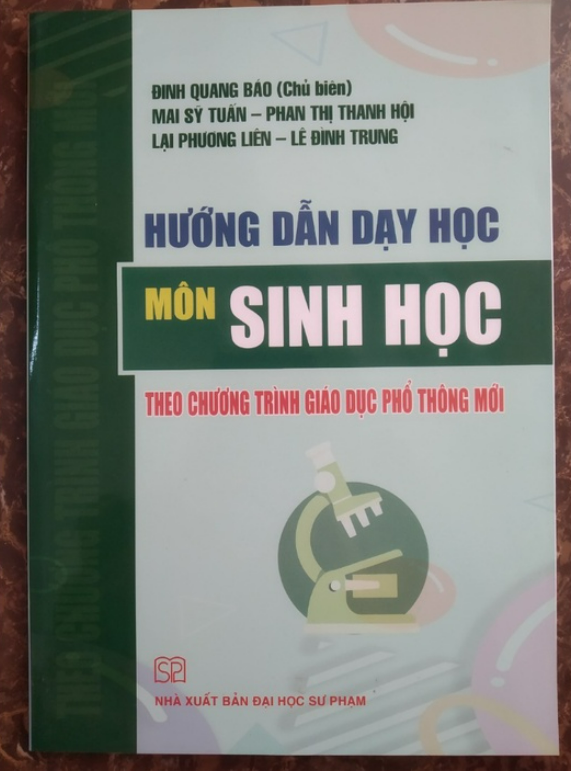 ĐINH QUANG BÁO (Chủ biên)
MAI SỸ TUẤN – PHAN THỊ THANH HỘI
LẠI PHƯƠNG LIÊN – LÊ ĐÌNH TRUNG
HƯỚNG DẪN DẠY HỌC
MÔN SINH HỌC
THEO CHƯƠNG TRÌNH GIÁO DỤC PHỔ THÔNG MỚI
SP
NHÀ XUẤT BẢN ĐẠI HỌC SƯ PHẠM
THEO CHƯƠNG TRÌNH GIÁO DỤC PHỔ THÔNG MỚI